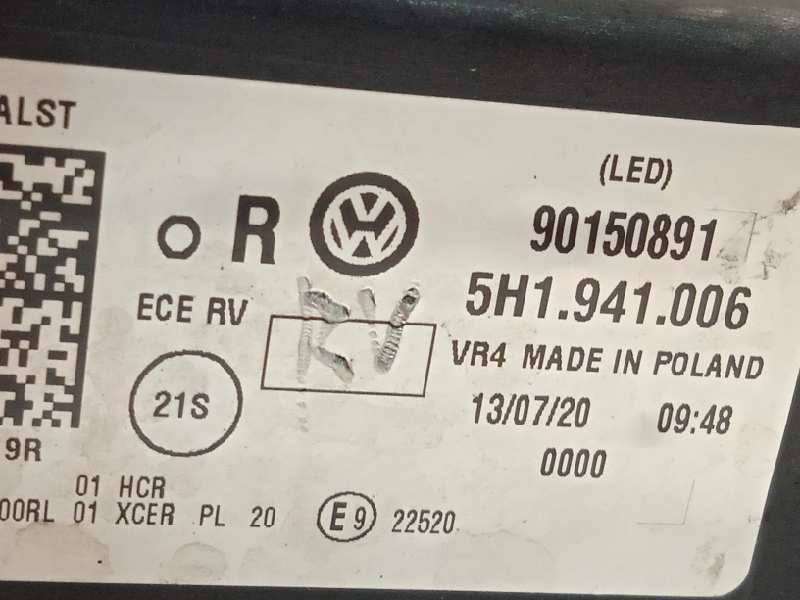 ALST
(LED)
R
90150891
5H1.941.006
ECE RV
RV
VR4 MADE IN POLAND
21S
13/07/20 09:48
0000
9R
01 HCR
00RL 01 XCER PL 20
E9 22520